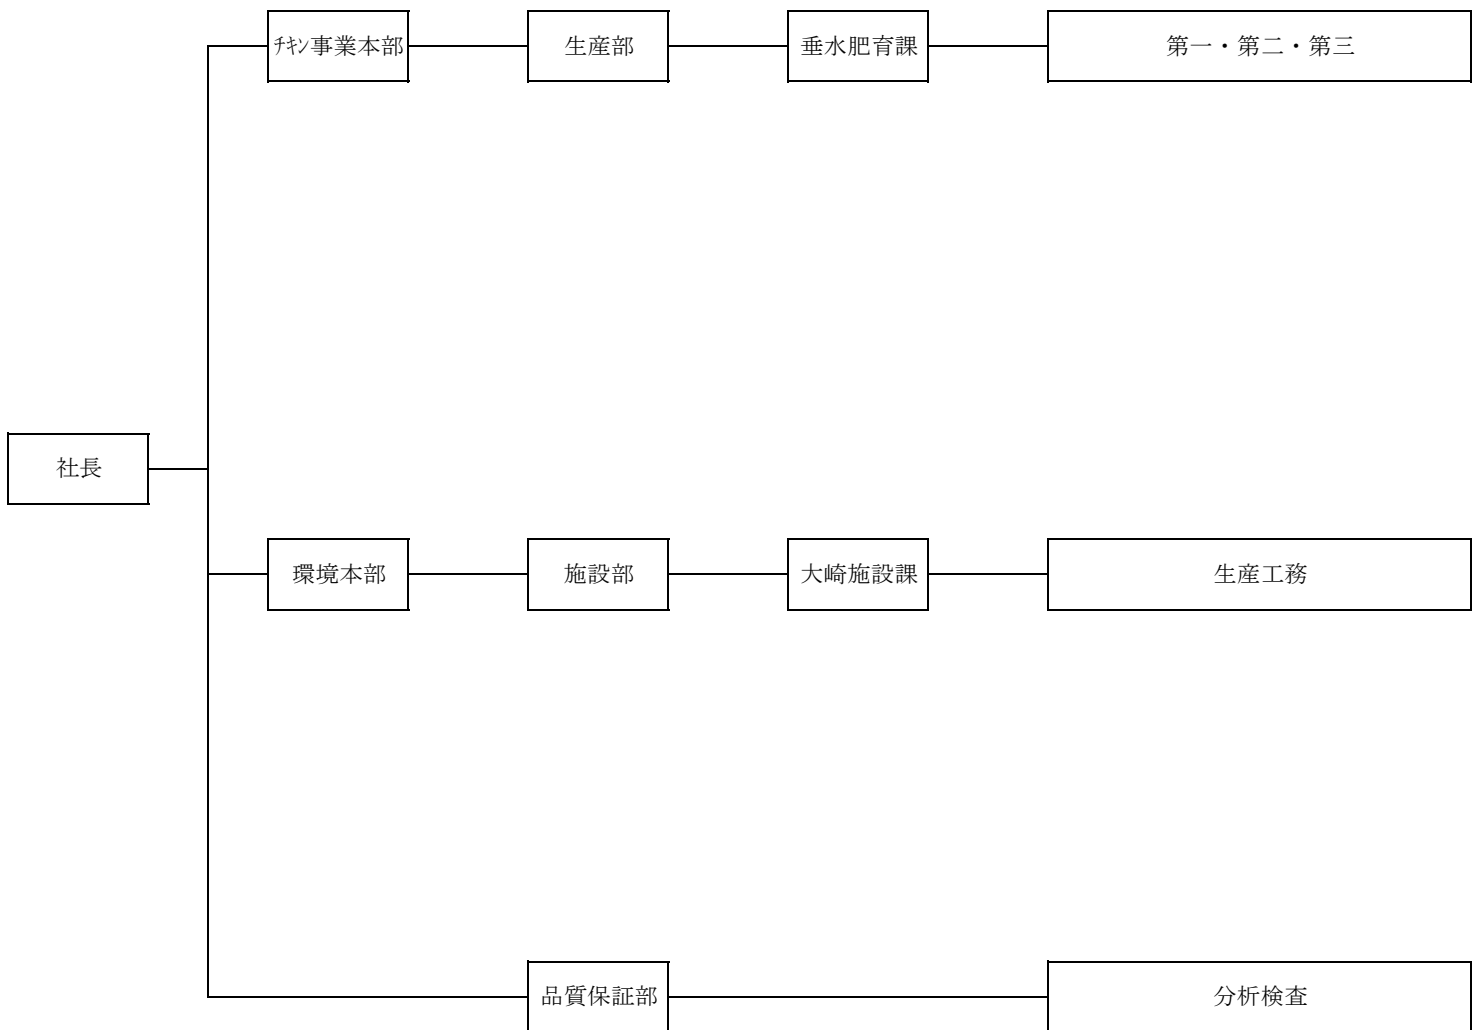 ﾁｷﾝ事業本部
生産部
垂水肥育課
第一・第二・第三
社長
環境本部
施設部
大崎施設課
生産工務
品質保証部
分析検査